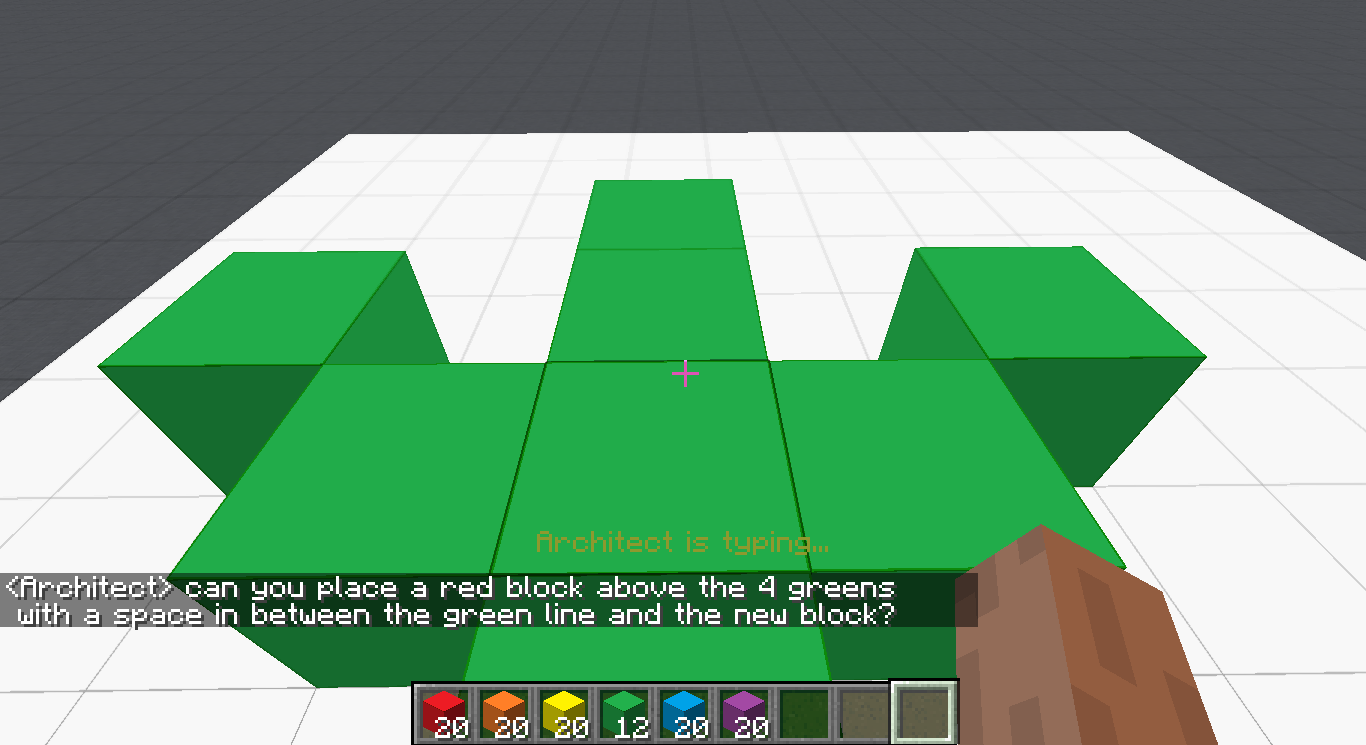 Architect is typing...
<Architect> can you place a red block above the 4 greens
with a space in between the green line and the new block?
20 20 20 12 20 20